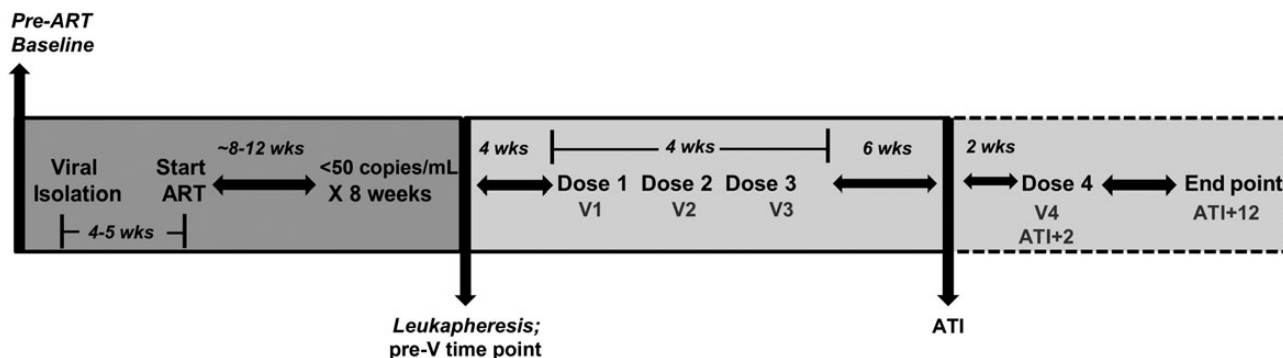 Pre-ART
Baseline
~8-12 wks
4 wks
4 wks
6 wks
2 wks
Viral
Isolation
Start
ART
<50 copies/mL
X 8 weeks
Dose 1
Dose 2
Dose 3
Dose 4
End point
V1
V2
V3
V4
ATI+2
ATI+12
4-5 wks
Leukapheresis;
pre-V time point
ATI